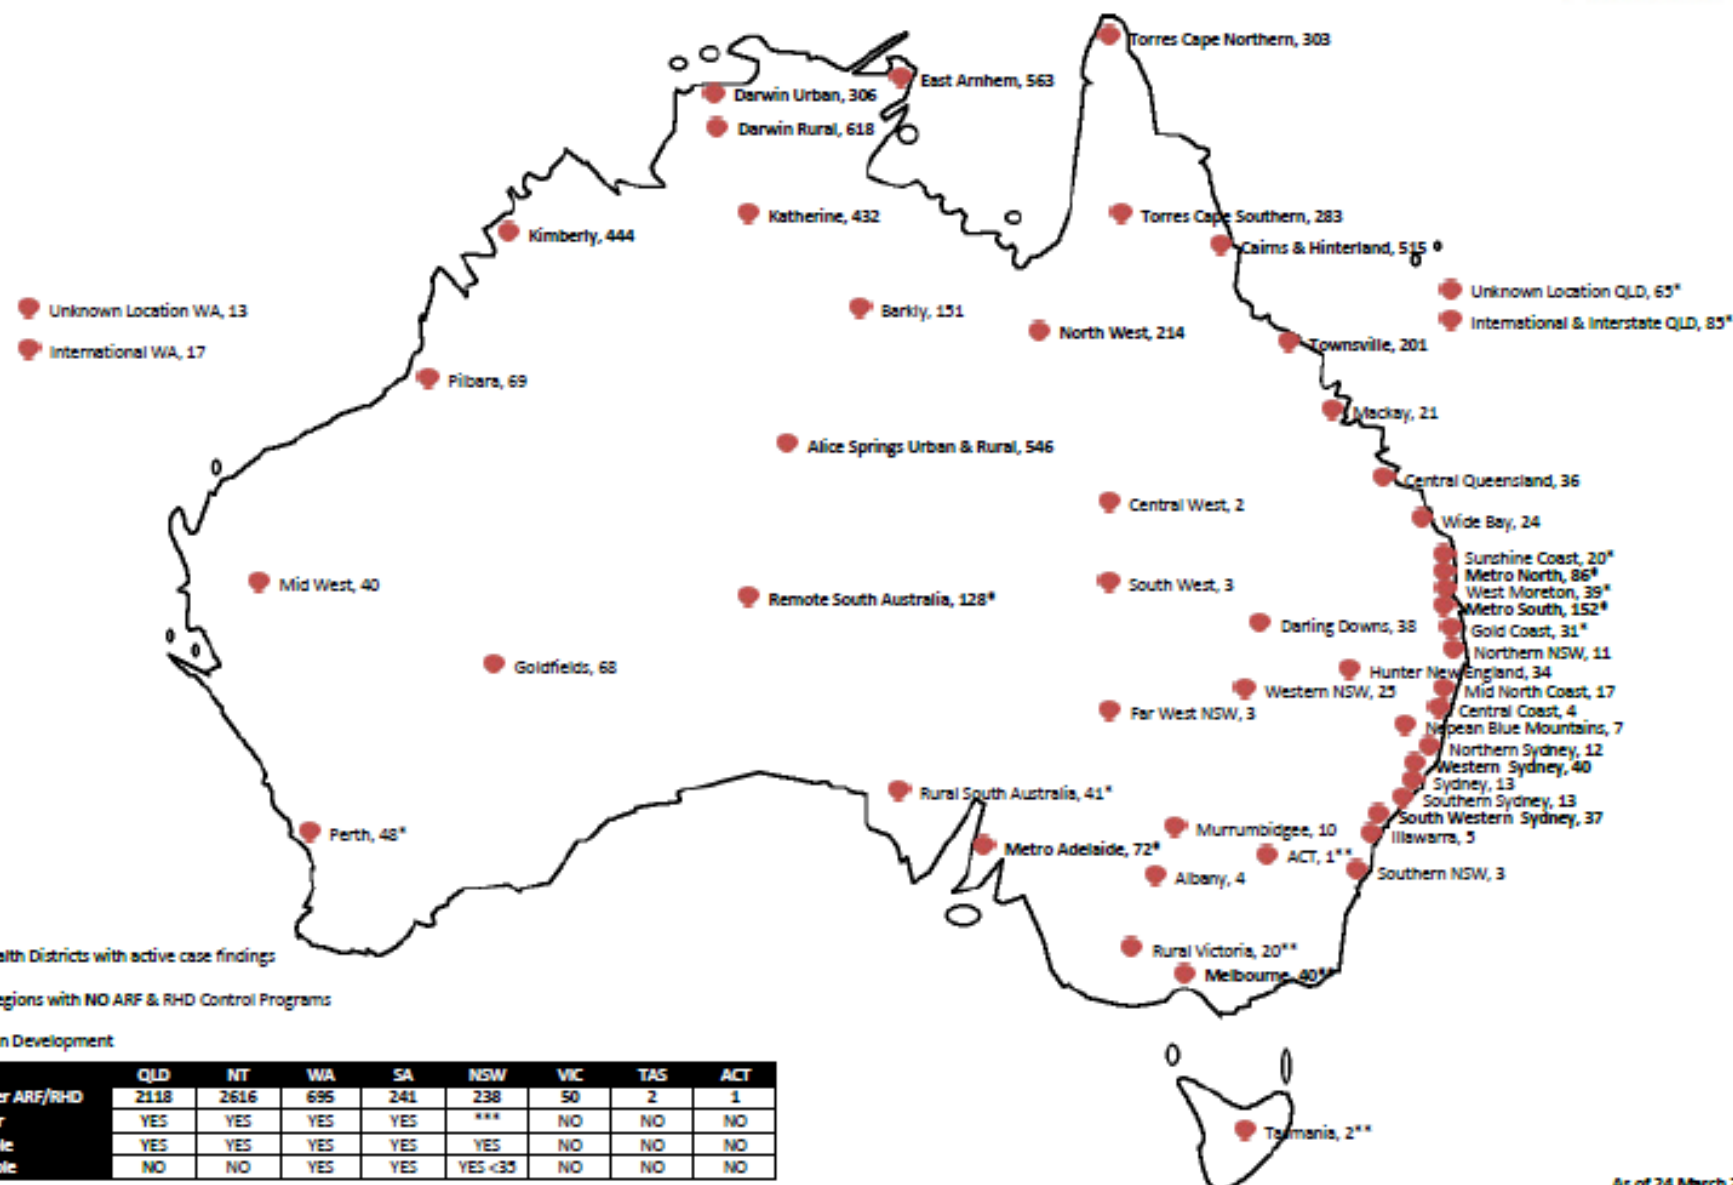 Torres Cape Northern, 303
East Arnhem, 563
Darwin Urban, 306
Darwin Rural, 618
Katherine, 432
Torres Cape Southern, 283
Kimberly, 444
Cairns & Hinterland, 515
Unknown Location QLD, 65*
Unknown Location WA, 13
Barkly, 151
International & Interstate QLD, 85*
North West, 214
Townsville, 201
International WA, 17
Pilbara, 69
Mackay, 21
Alice Springs Urban & Rural, 546
Central Queensland, 36
Central West, 2
Wide Bay, 24
Sunshine Coast, 20*
Metro North, 86*
Mid West, 40
South West, 3
West Moreton, 39*
Remote South Australia, 128*
Metro South, 152*
Darling Downs, 38
Gold Coast, 31*
Northern NSW, 11
Goldfields, 68
Hunter New England, 34
Western NSW, 25
Mid North Coast, 17
Far West NSW, 3
Central Coast, 4
Nepean Blue Mountains, 7
Northern Sydney, 12
Western Sydney, 40
Sydney, 13
Rural South Australia, 41*
Southern Sydney, 13
South Western Sydney, 37
Perth, 48*
Murrumbidgee, 10
Illawarra, 5
Metro Adelaide, 72*
ACT, 1**
Albany, 4
Southern NSW, 3
Rural Victoria, 20**
Melbourne, 40**
alth Districts with active case findings
egions with NO ARF & RHD Control Programs
n Development
QLD NT WA SA NSW VIC TAS ACT
er ARF/RHD 2118 2616 695 241 238 50 2 1
r YES YES YES YES *** NO NO NO
le YES YES YES YES YES NO NO NO
ble NO NO YES YES YES <35 NO NO NO
Tasmania, 2**
As of 24 March